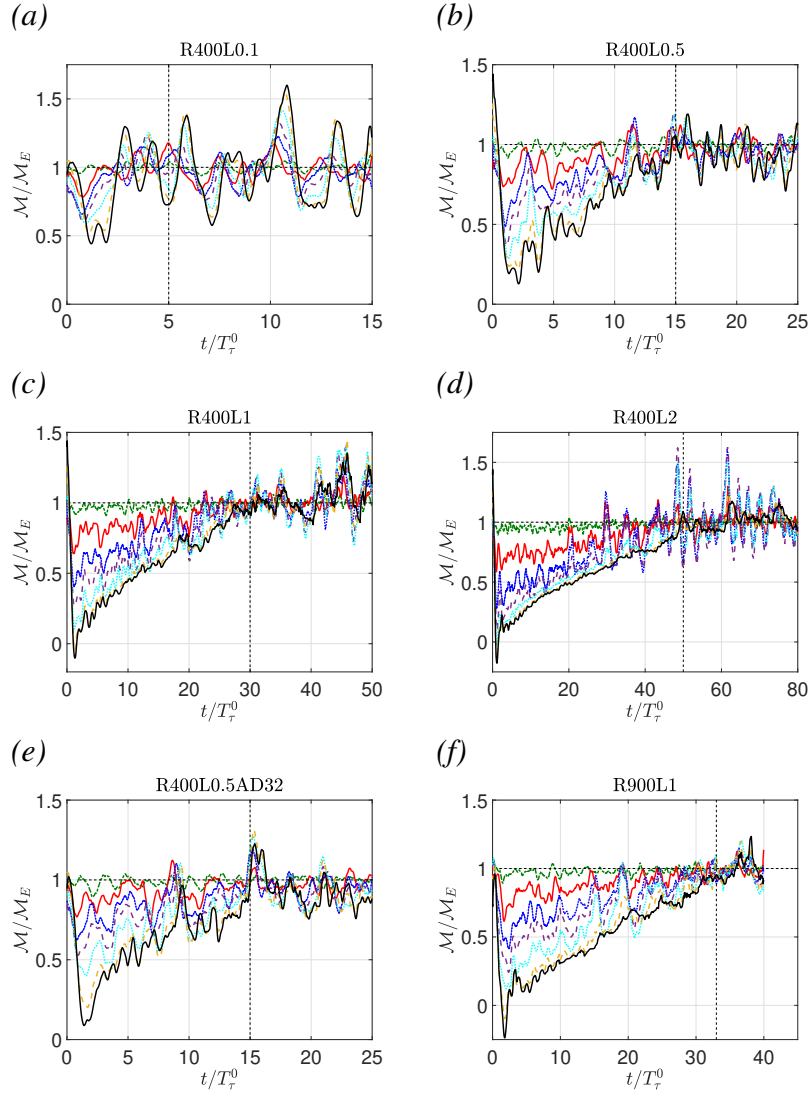 (a)
R400L0.1
1.5
1
0.5
0
ℳ/ℳ_E
0 5 10 15
t/T_τ^0
(b)
R400L0.5
1.5
1
0.5
0
ℳ/ℳ_E
0 5 10 15 20 25
t/T_τ^0
(c)
R400L1
1.5
1
0.5
0
ℳ/ℳ_E
0 10 20 30 40 50
t/T_τ^0
(d)
R400L2
1.5
1
0.5
0
ℳ/ℳ_E
0 20 40 60 80
t/T_τ^0
(e)
R400L0.5AD32
1.5
1
0.5
0
ℳ/ℳ_E
0 5 10 15 20 25
t/T_τ^0
(f)
R900L1
1.5
1
0.5
0
ℳ/ℳ_E
0 10 20 30 40
t/T_τ^0